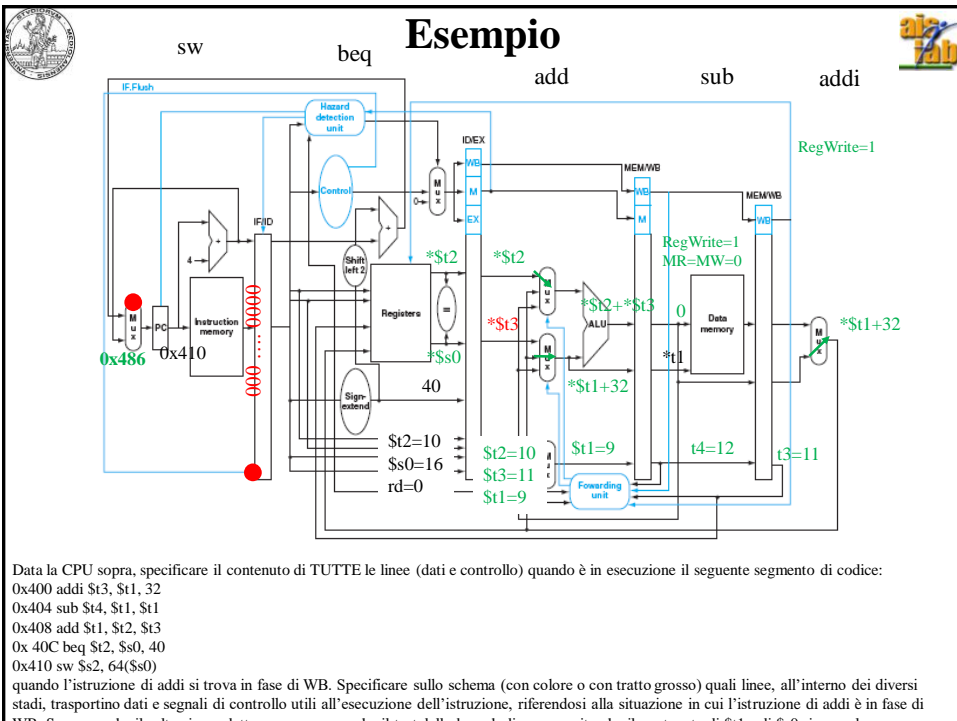 Esempio
sw
beq
add
sub
addi
IF.Flush
Hazard
detection
unit
ID/EX
RegWrite=1
WB
MEM/WB
Control
M
u
x
0
M
WB
MEM/WB
EX
M
WB
IF/ID
RegWrite=1
MR=MW=0
*$t2
*$t2
4
+
+
Shift
left 2
M
u
x
*$t2+*$t3
0
Registers
=
*$t3
ALU
Data
memory
*$t1+32
M
u
x
PC
Instruction
memory
M
u
x
M
u
x
0x486
0x410
000 ... 0000
*$s0
*t1
*$t1+32
Sign-
extend
40
$t2=10
$s0=16
rd=0
$t2=10
$t3=11
$t1=9
$t1=9
t4=12
t3=11
Fowarding
unit
Data la CPU sopra, specificare il contenuto di TUTTE le linee (dati e controllo) quando è in esecuzione il seguente segmento di codice:
0x400 addi $t3, $t1, 32
0x404 sub $t4, $t1, $t1
0x408 add $t1, $t2, $t3
0x 40C beq $t2, $s0, 40
0x410 sw $s2, 64($s0)
quando l’istruzione di addi si trova in fase di WB. Specificare sullo schema (con colore o con tratto grosso) quali linee, all’interno dei diversi
stadi, trasportino dati e segnali di controllo utili all’esecuzione dell’istruzione, riferendosi alla situazione in cui l’istruzione di addi è in fase di